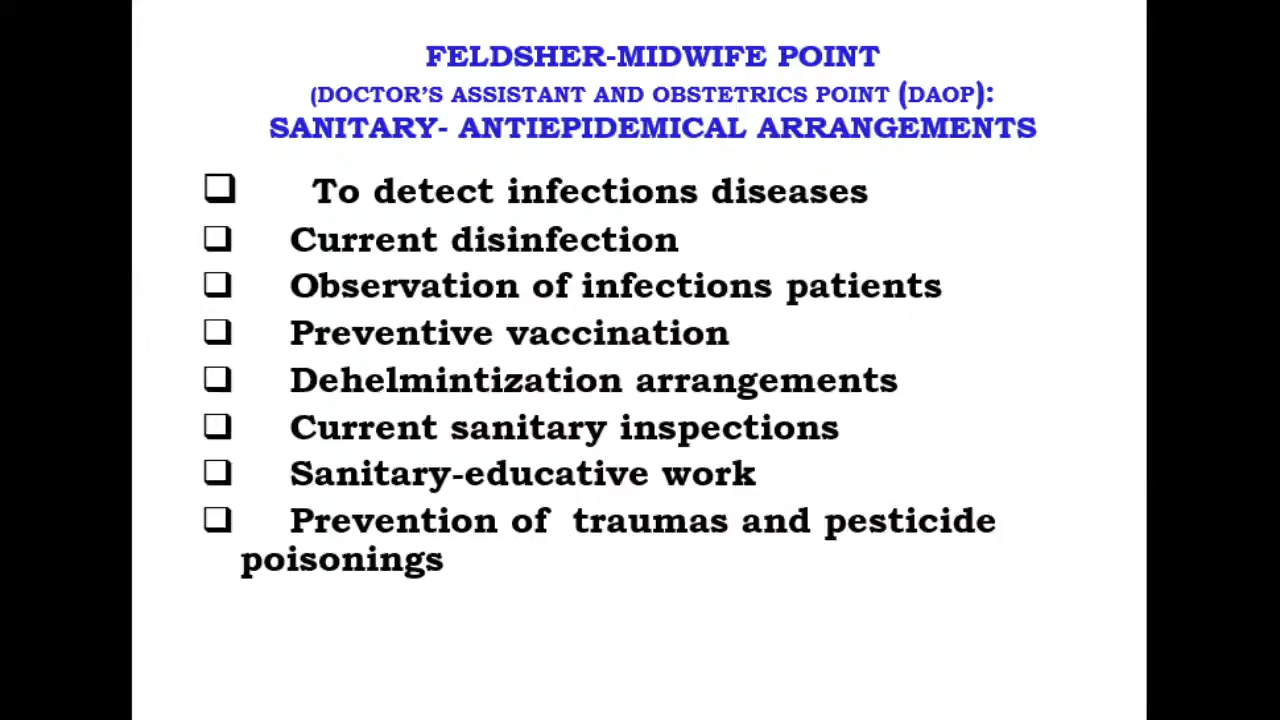 FELDSHER-MIDWIFE POINT
(DOCTOR'S ASSISTANT AND OBSTETRICS POINT (DAOP):
SANITARY- ANTIEPIDEMICAL ARRANGEMENTS
To detect infections diseases
Current disinfection
Observation of infections patients
Preventive vaccination
Dehelmintization arrangements
Current sanitary inspections
Sanitary-educative work
Prevention of traumas and pesticide
poisonings